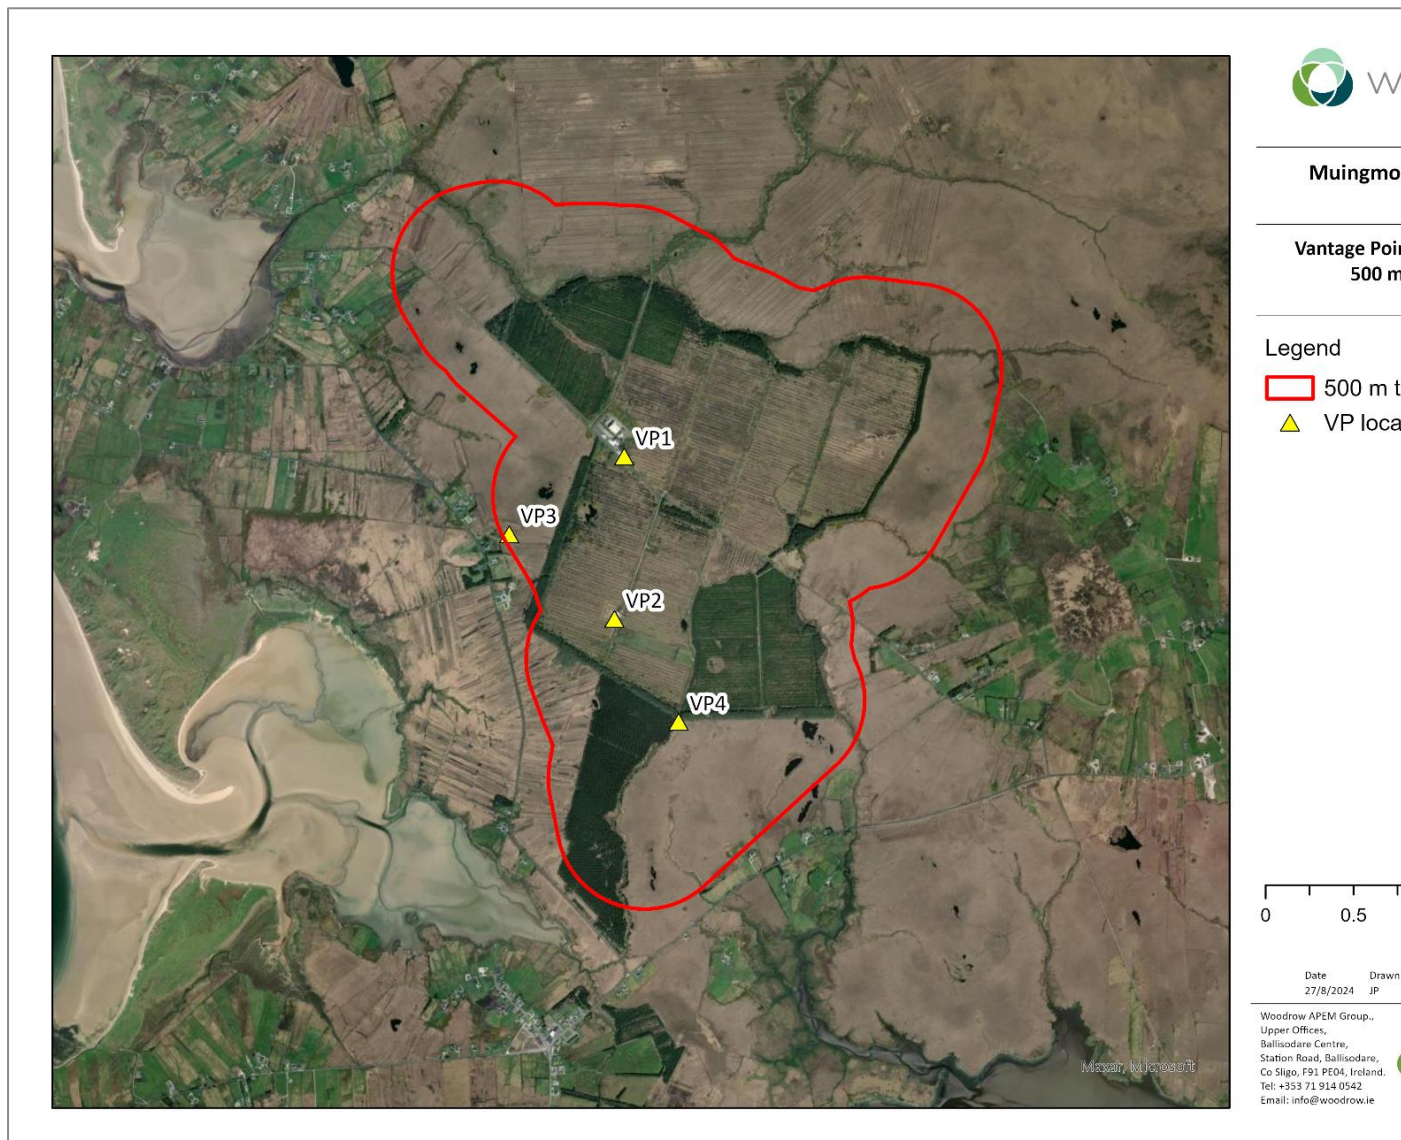 W
Muingmo
Vantage Poi
500 m
Legend
500 m t
VP loca
VP1
VP3
VP2
VP4
0 0.5
Date Drawn
27/8/2024 JP
Woodrow APEM Group.,
Upper Offices,
Ballisodare Centre,
Station Road, Ballisodare,
Co Sligo, F91 PE04, Ireland.
Tel: +353 71 914 0542
Email: info@woodrow.ie
Maxar, Microsoft